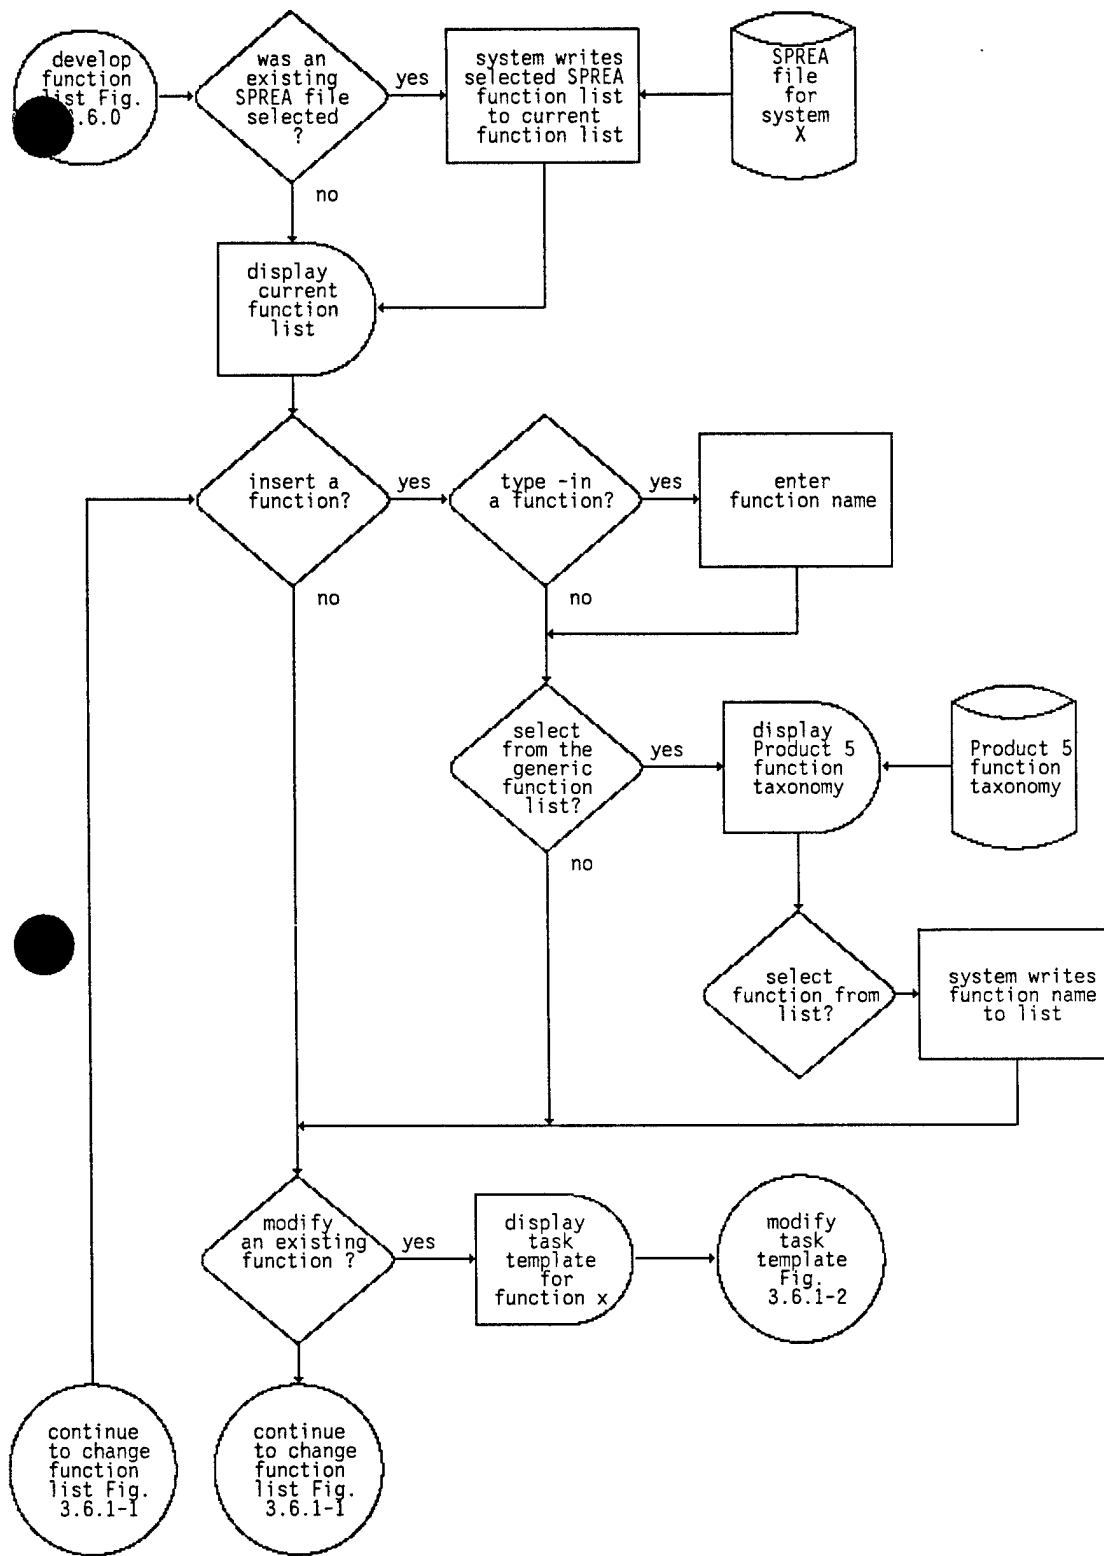 develop
function
list Fig.
.6.0
was an
existing
SPREA file
selected
?
yes
system writes
selected SPREA
function list
to current
function list
SPREA
file
for
system
X
no
display
current
function
list
insert a
function?
yes
type -in
a function?
yes
enter
function name
no
no
select
from the
generic
function
list?
yes
display
Product 5
function
taxonomy
Product 5
function
taxonomy
no
select
function from
list?
system writes
function name
to list
modify
an existing
function ?
yes
display
task
template
for
function x
modify
task
template
Fig.
3.6.1-2
continue
to change
function
list Fig.
3.6.1-1
continue
to change
function
list Fig.
3.6.1-1